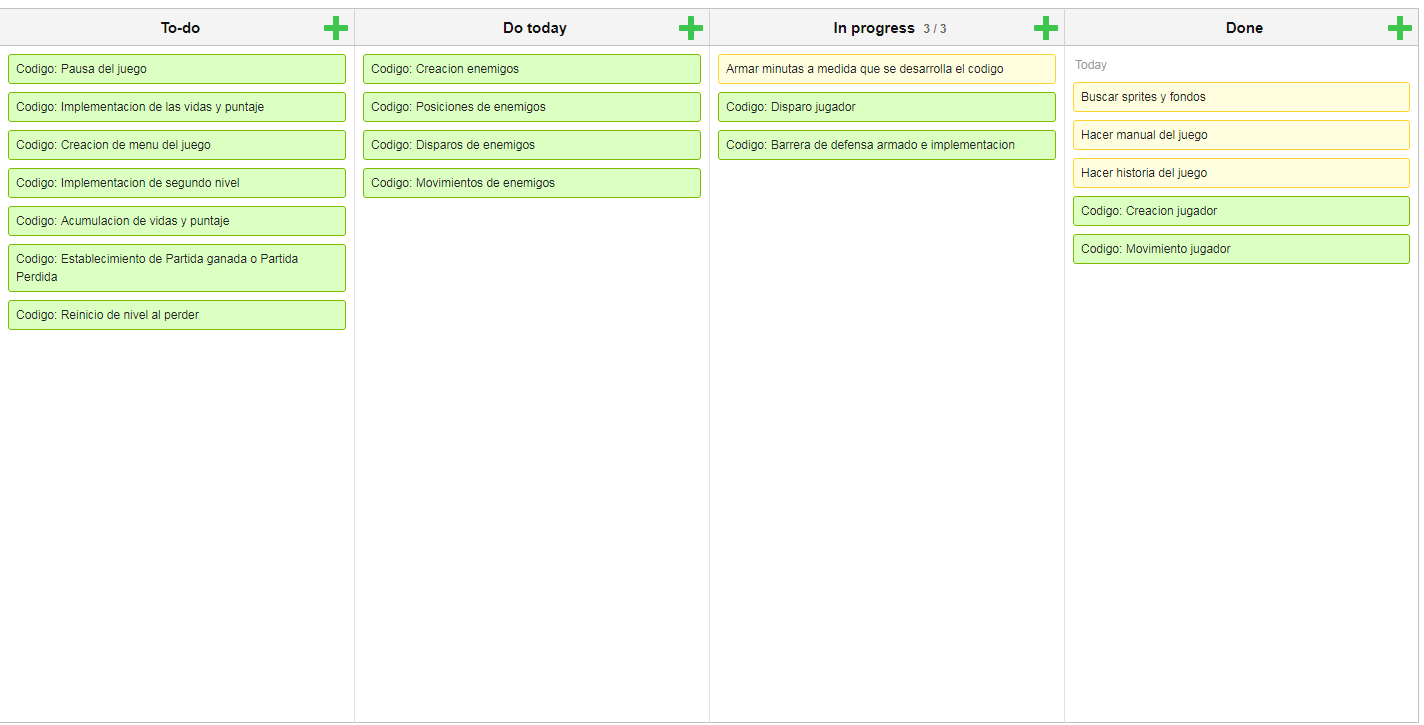 To-do
Codigo: Pausa del juego
Codigo: Implementacion de las vidas y puntaje
Codigo: Creacion de menu del juego
Codigo: Implementacion de segundo nivel
Codigo: Acumulacion de vidas y puntaje
Codigo: Establecimiento de Partida ganada o Partida
Perdida
Codigo: Reinicio de nivel al perder
Do today
Codigo: Creacion enemigos
Codigo: Posiciones de enemigos
Codigo: Disparos de enemigos
Codigo: Movimientos de enemigos
In progress 3 / 3
Armar minutas a medida que se desarrolla el codigo
Codigo: Disparo jugador
Codigo: Barrera de defensa armado e implementacion
Done
Today
Buscar sprites y fondos
Hacer manual del juego
Hacer historia del juego
Codigo: Creacion jugador
Codigo: Movimiento jugador